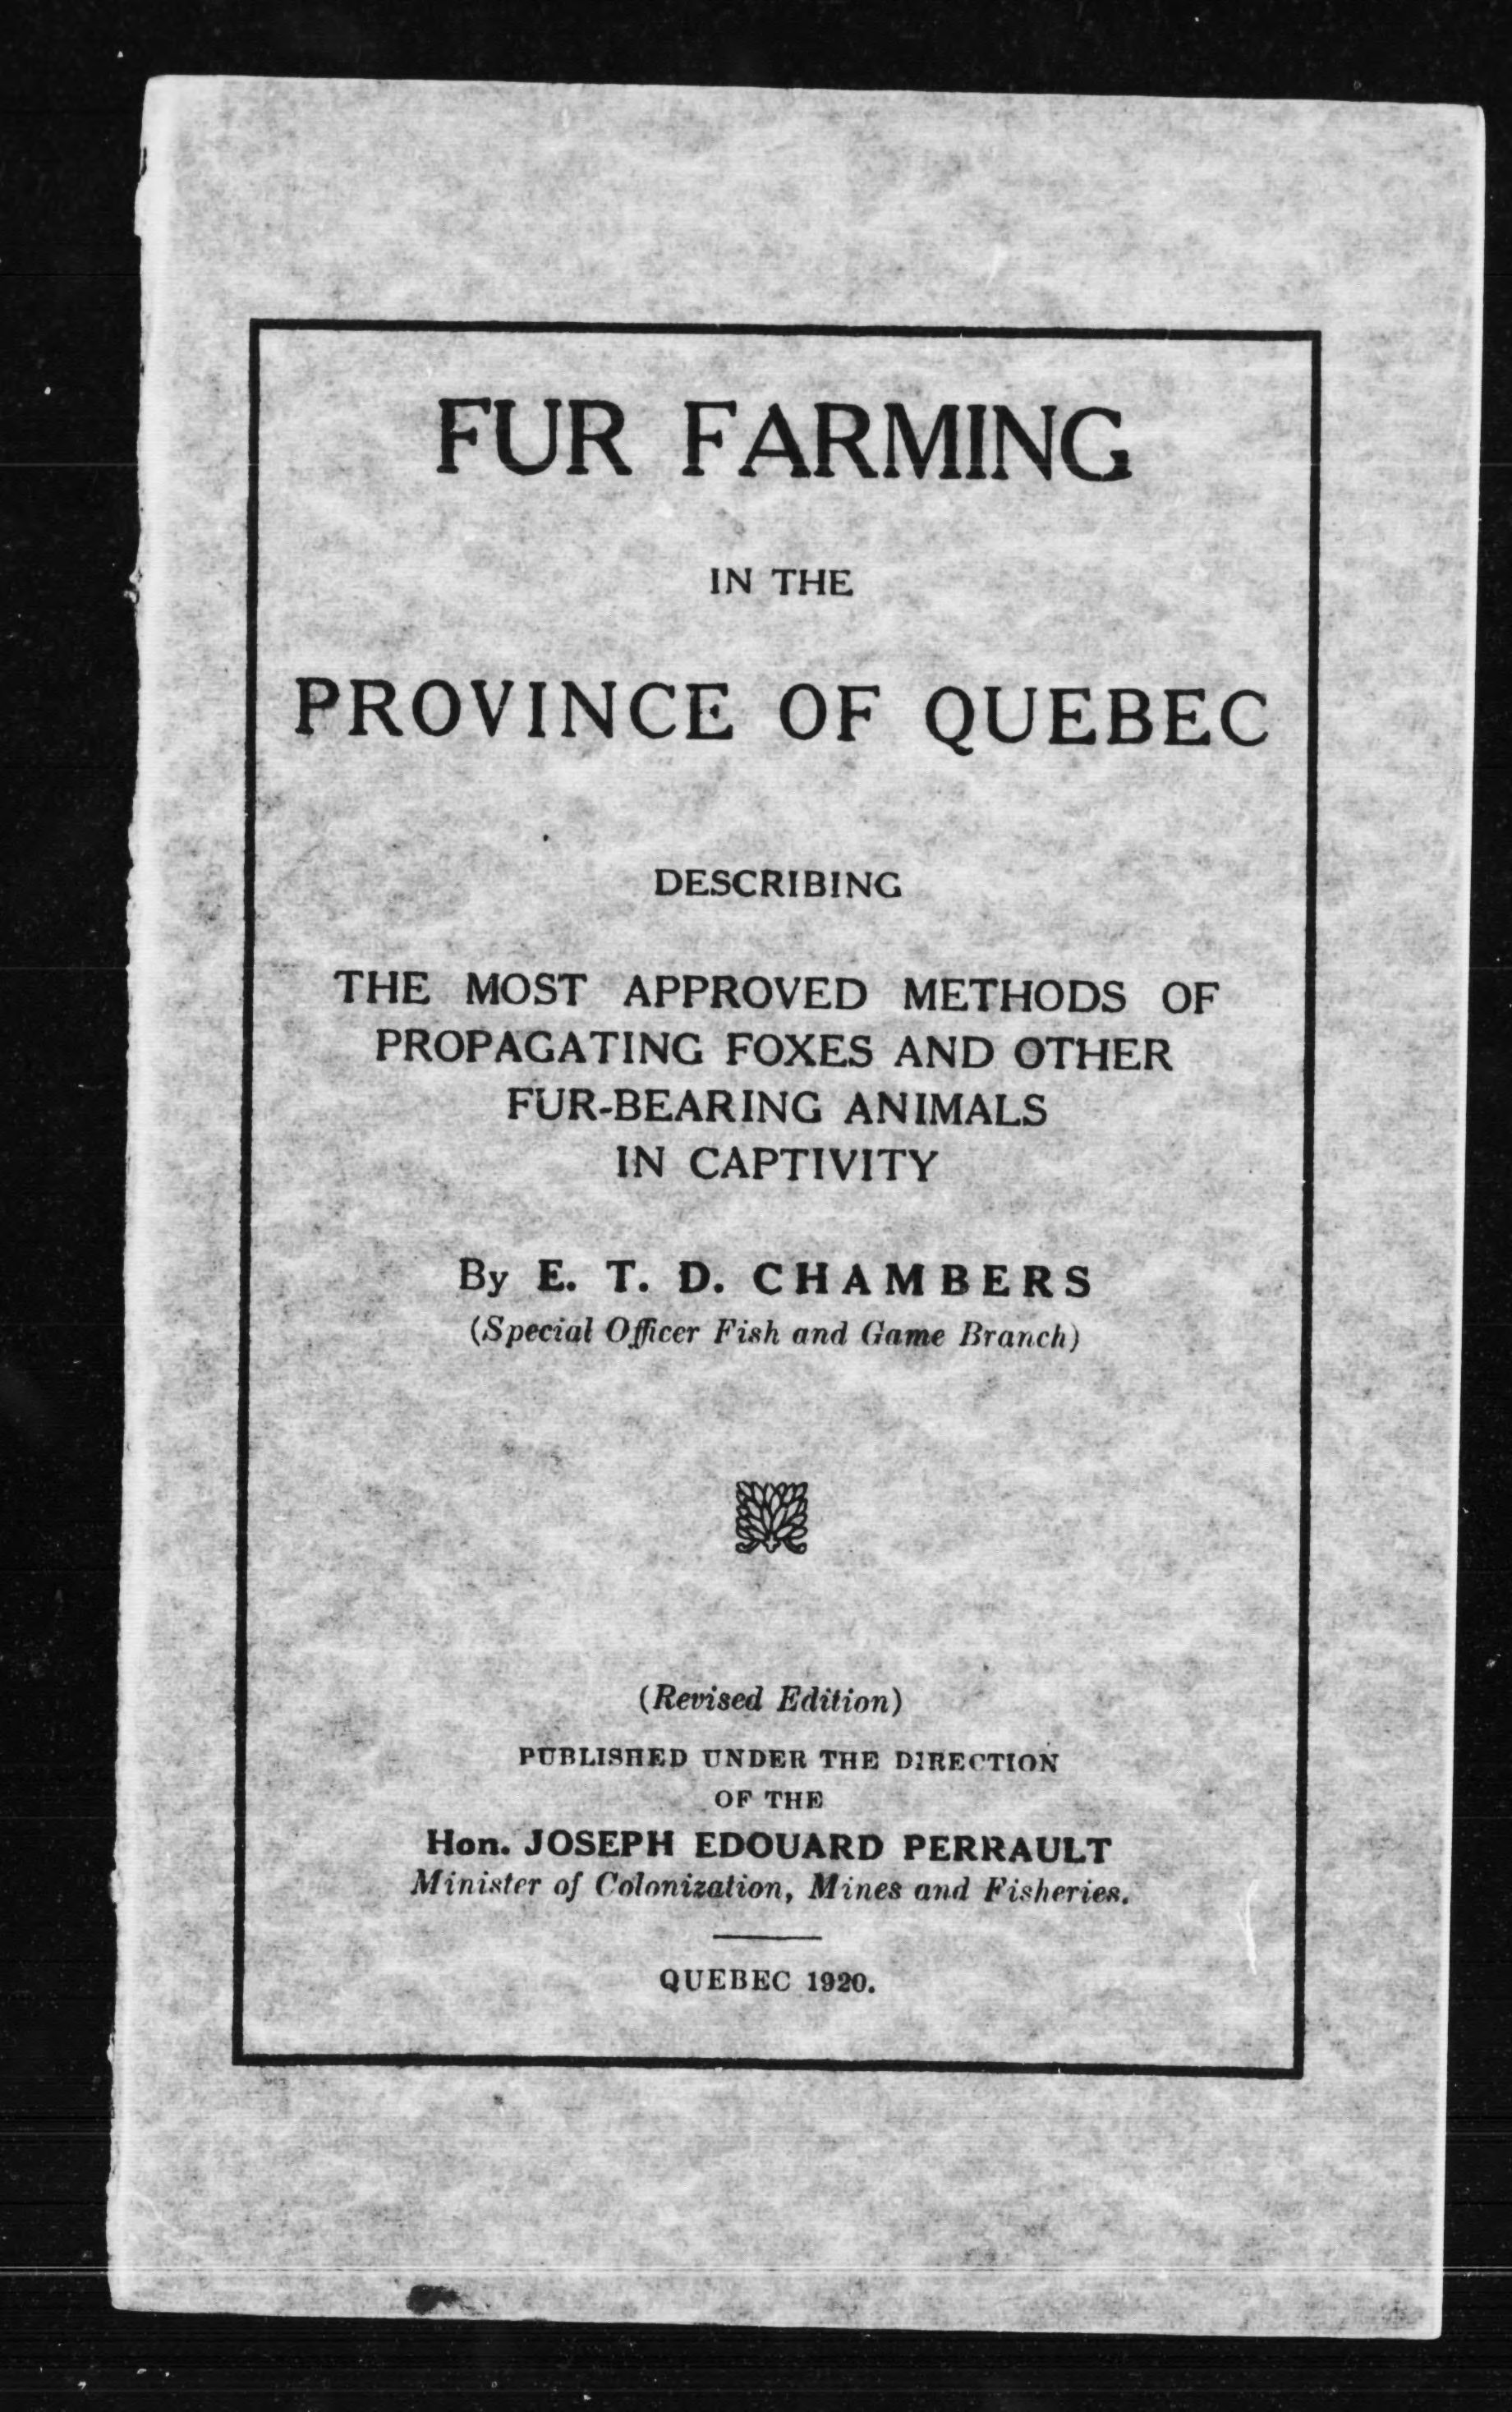 FUR FARMING
IN THE
PROVINCE OF QUEBEC
DESCRIBING
THE MOST APPROVED METHODS OF
PROPAGATING FOXES AND OTHER
FUR-BEARING ANIMALS
IN CAPTIVITY
By E. T. D. CHAMBERS
(Special Officer Fish and Game Branch)
(Revised Edition)
PUBLISHED UNDER THE DIRECTION
OF THE
Hon. JOSEPH EDOUARD PERRAULT
Minister of Colonization, Mines and Fisheries.
QUEBEC 1920.